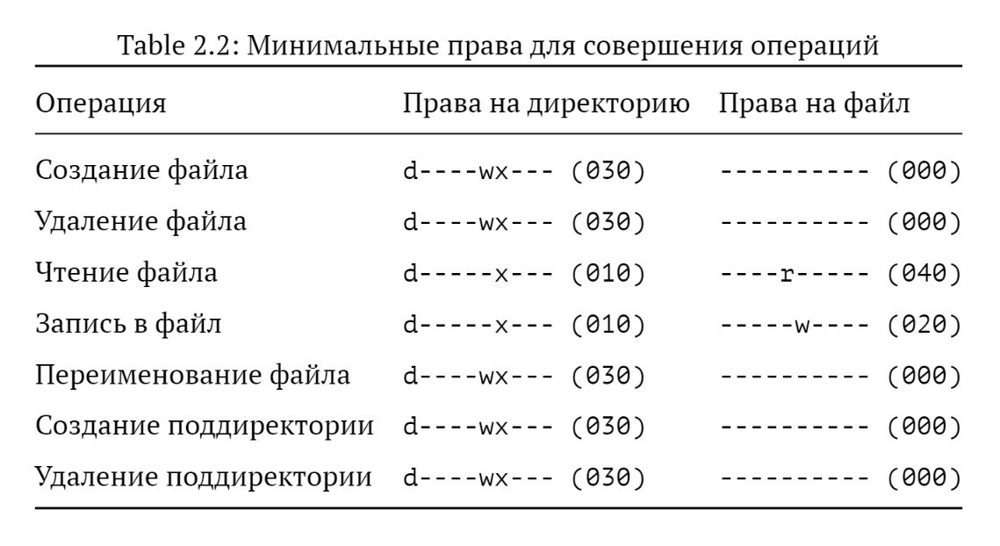 Table 2.2: Минимальные права для совершения операций
Операция Права на директорию Права на файл
Создание файла d----wx--- (030) ---------- (000)
Удаление файла d----wx--- (030) ---------- (000)
Чтение файла d-----x--- (010) ----r----- (040)
Запись в файл d-----x--- (010) -----w---- (020)
Переименование файла d----wx--- (030) ---------- (000)
Создание поддиректории d----wx--- (030) ---------- (000)
Удаление поддиректории d----wx--- (030) ---------- (000)